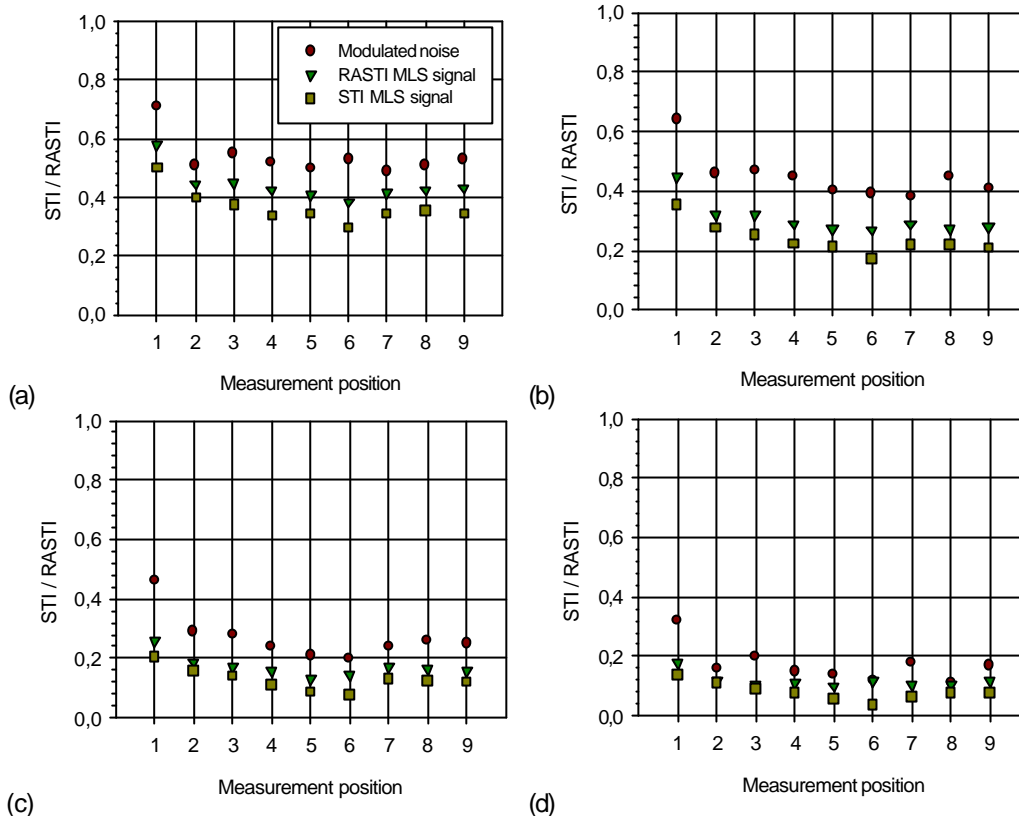 1,0
0,8
0,6
0,4
0,2
0,0
STI / RASTI
Modulated noise
RASTI MLS signal
STI MLS signal
1 2 3 4 5 6 7 8 9
Measurement position
(a)
1,0
0,8
0,6
0,4
0,2
0,0
STI / RASTI
1 2 3 4 5 6 7 8 9
Measurement position
(b)
1,0
0,8
0,6
0,4
0,2
0,0
STI / RASTI
1 2 3 4 5 6 7 8 9
Measurement position
(c)
1,0
0,8
0,6
0,4
0,2
0,0
STI / RASTI
1 2 3 4 5 6 7 8 9
Measurement position
(d)